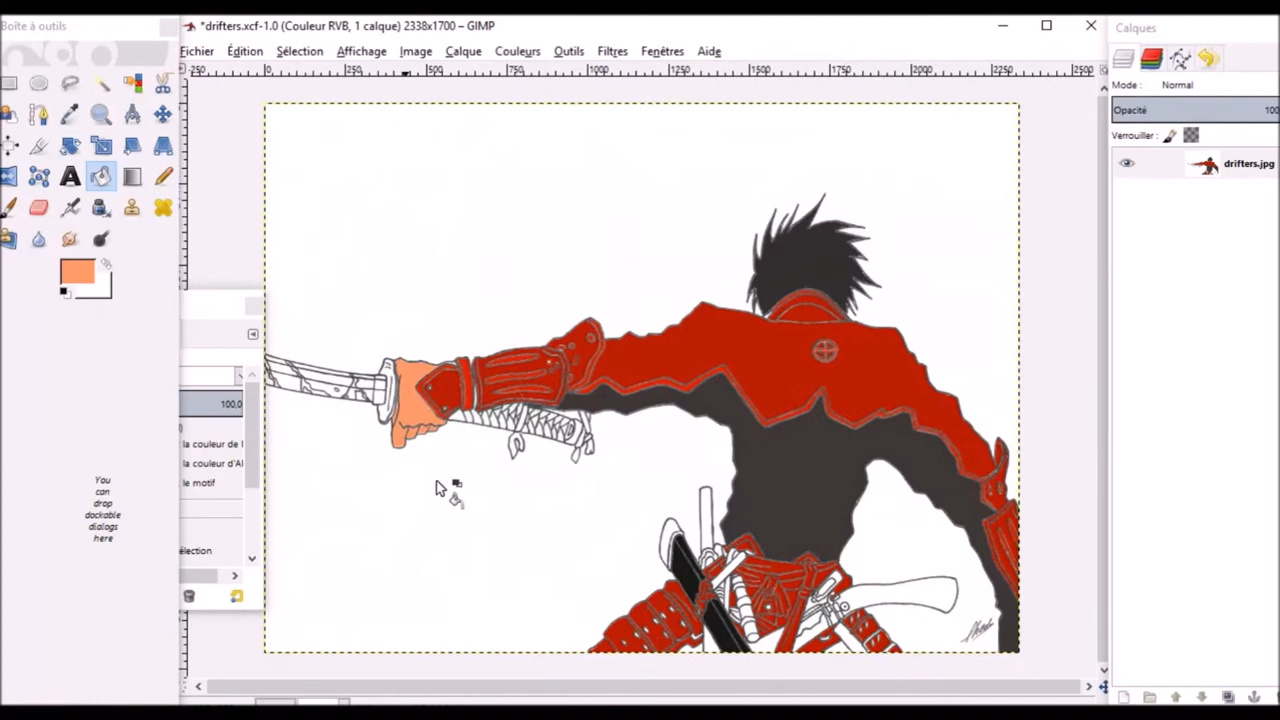 Boîte à outils
*drifters.xcf-1.0 (Couleur RVB, 1 calque) 2338x1700 – GIMP
Calques
Fichier Édition Sélection Affichage Image Calque Couleurs Outils Filtres Fenêtres Aide
250 0 250 500 750 1000 1250 1500 1750 2000 2250 2500
Mode : Normal
Opacité 100
Verrouiller :
drifters.jpg
100,0
la couleur de
la couleur d'Al
le motif
You
can
drop
dockable
dialogs
here
élection